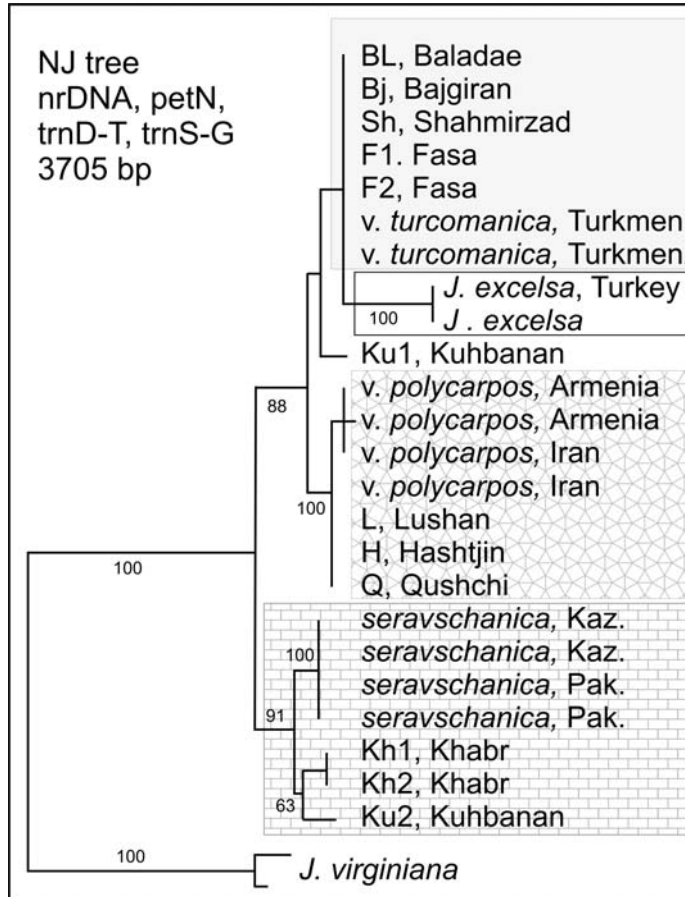 NJ tree
nrDNA, petN,
trnD-T, trnS-G
3705 bp
BL, Baladae
Bj, Bajgiran
Sh, Shahmirzad
F1. Fasa
F2, Fasa
v. turcomanica, Turkmen.
v. turcomanica, Turkmen.
J. excelsa, Turkey
100
J . excelsa
Ku1, Kuhbanan
v. polycarpos, Armenia
88
v. polycarpos, Armenia
v. polycarpos, Iran
v. polycarpos, Iran
100
L, Lushan
H, Hashtjin
100
Q, Qushchi
seravschanica, Kaz.
100
seravschanica, Kaz.
seravschanica, Pak.
91
seravschanica, Pak.
Kh1, Khabr
Kh2, Khabr
63
Ku2, Kuhbanan
100
J. virginiana